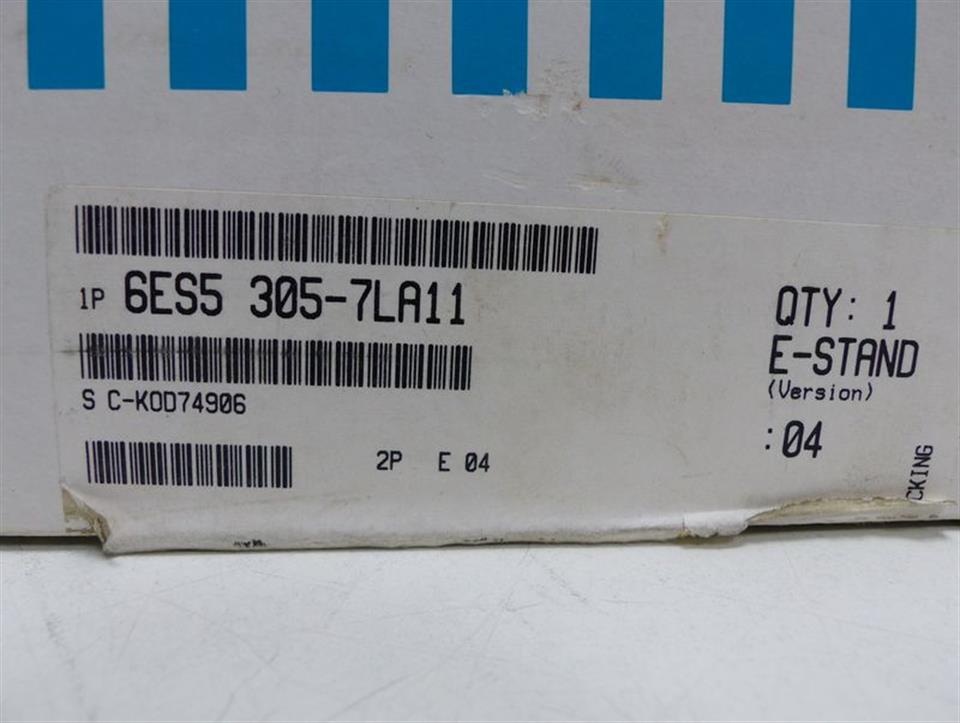 1P 6ES5 305-7LA11
S C-KOD74906
2P E 04
QTY: 1
E-STAND
(Version)
:04
CKING